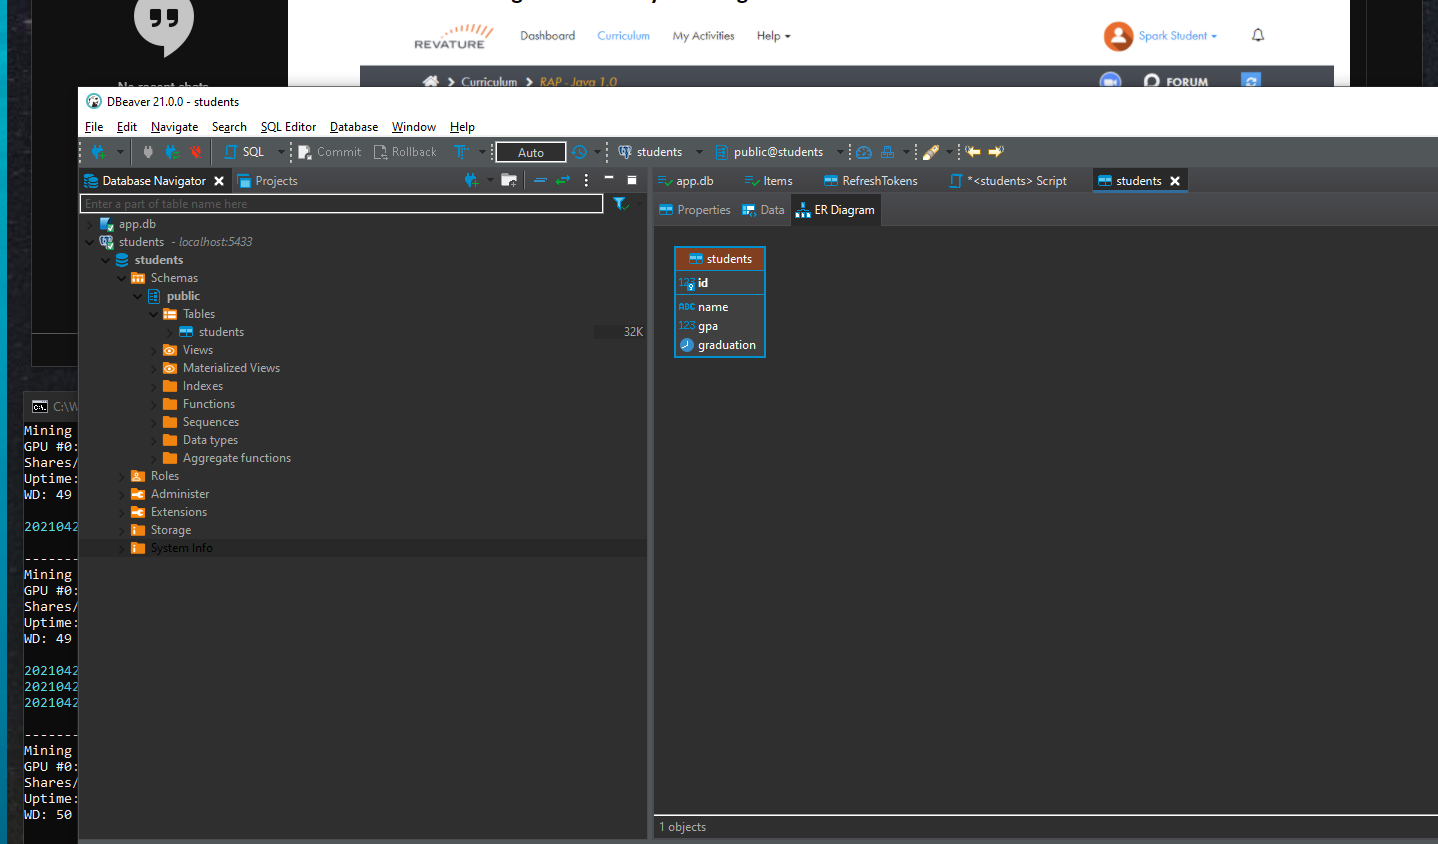 REVATURE Dashboard Curriculum My Activities Help Spark Student
No recent chats
Curriculum RAP - Java 1.0 FORUM
DBeaver 21.0.0 - students
File Edit Navigate Search SQL Editor Database Window Help
SQL Commit Rollback Auto students public@students
Database Navigator Projects
app.db Items RefreshTokens *<students> Script students
Enter a part of table name here
Properties Data ER Diagram
app.db
students - localhost:5433
students
Schemas
public
Tables
students 32K
Views
Materialized Views
Indexes
Functions
Sequences
Data types
Aggregate functions
Roles
Administer
Extensions
Storage
System Info
students
123 id
ABC name
123 gpa
graduation
1 objects
C:\W
Mining
GPU #0:
Shares/
Uptime:
WD: 49
2021042
-------
Mining
GPU #0:
Shares/
Uptime:
WD: 49
2021042
2021042
2021042
-------
Mining
GPU #0:
Shares/
Uptime:
WD: 50